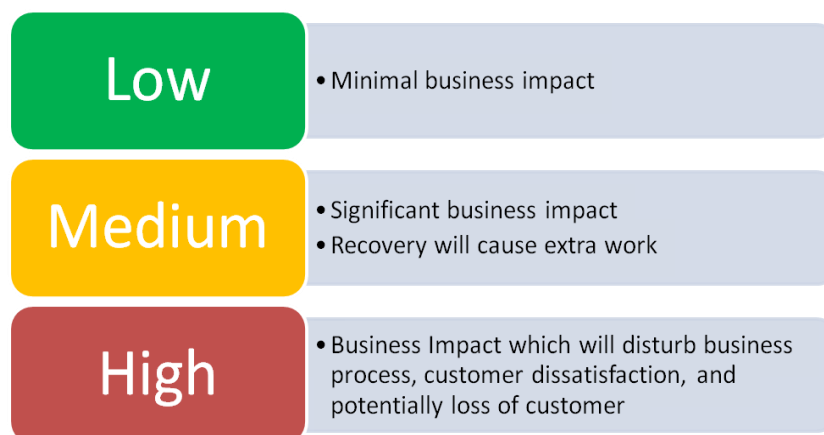 Low
• Minimal business impact
Medium
• Significant business impact
• Recovery will cause extra work
High
• Business Impact which will disturb business
process, customer dissatisfaction, and
potentially loss of customer